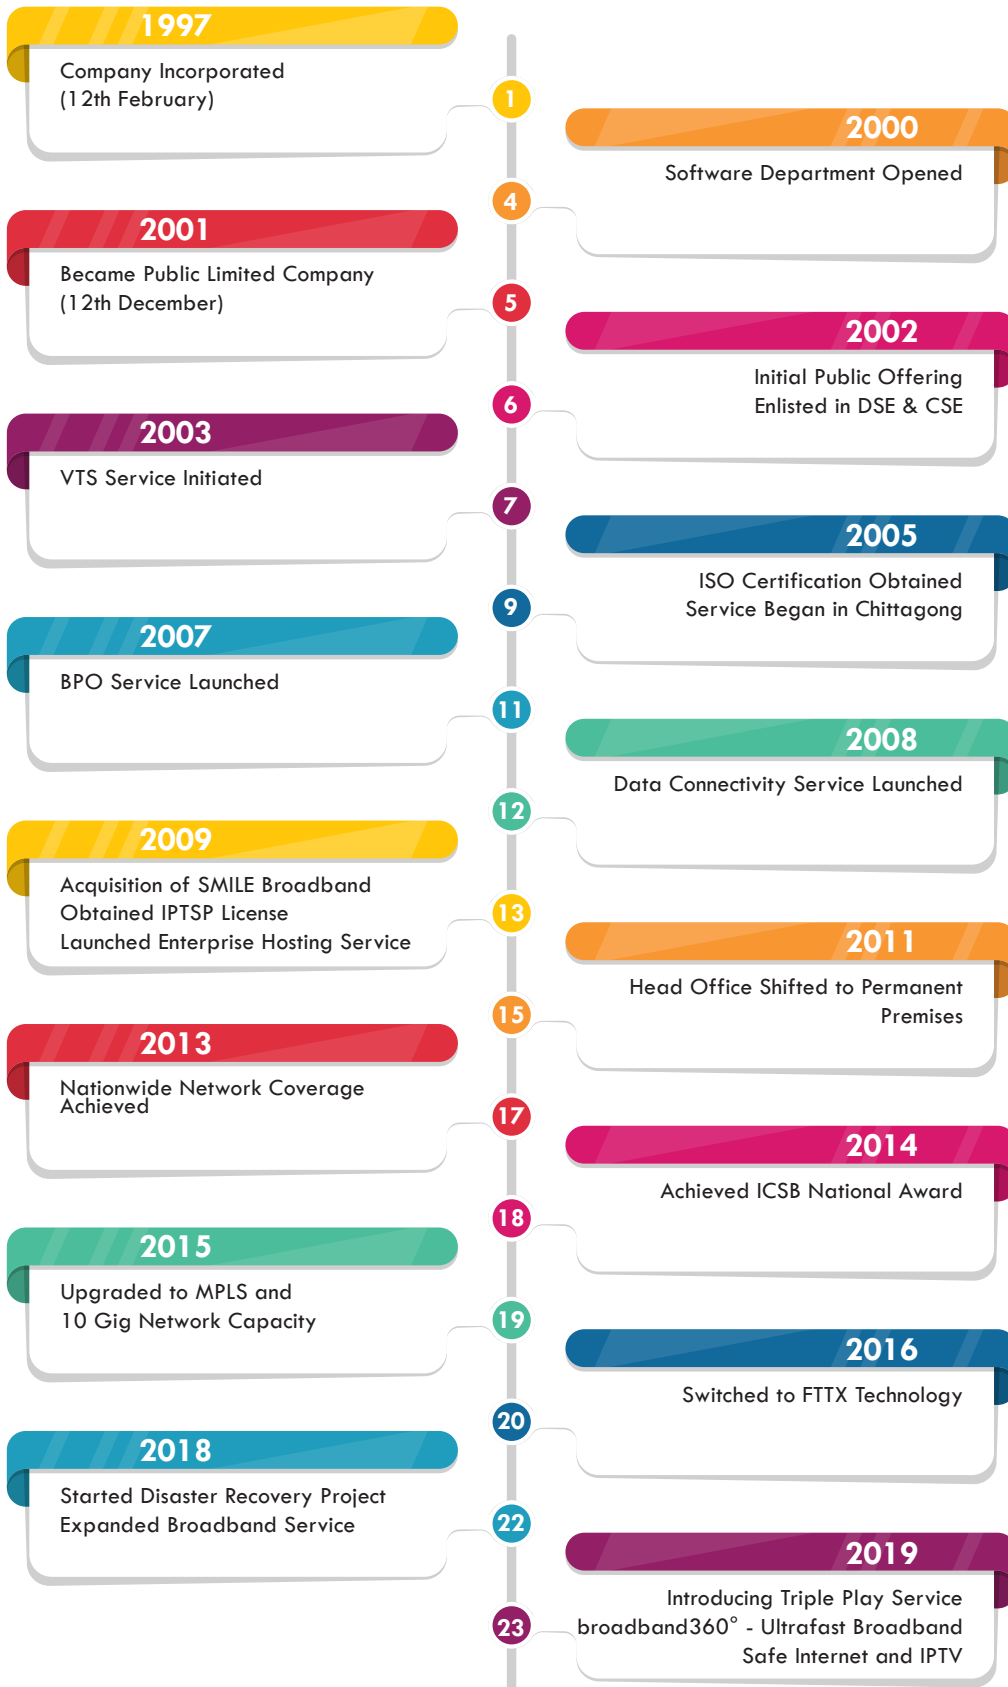 1997
Company Incorporated
(12th February)
1
2000
Software Department Opened
4
2001
Became Public Limited Company
(12th December)
5
2002
Initial Public Offering
Enlisted in DSE & CSE
6
2003
VTS Service Initiated
7
2005
ISO Certification Obtained
Service Began in Chittagong
9
2007
BPO Service Launched
11
2008
Data Connectivity Service Launched
12
2009
Acquisition of SMILE Broadband
Obtained IPTSP License
Launched Enterprise Hosting Service
13
2011
Head Office Shifted to Permanent
Premises
15
2013
Nationwide Network Coverage
Achieved
17
2014
Achieved ICSB National Award
18
2015
Upgraded to MPLS and
10 Gig Network Capacity
19
2016
Switched to FTTX Technology
20
2018
Started Disaster Recovery Project
Expanded Broadband Service
22
2019
Introducing Triple Play Service
broadband360° - Ultrafast Broadband
Safe Internet and IPTV
23